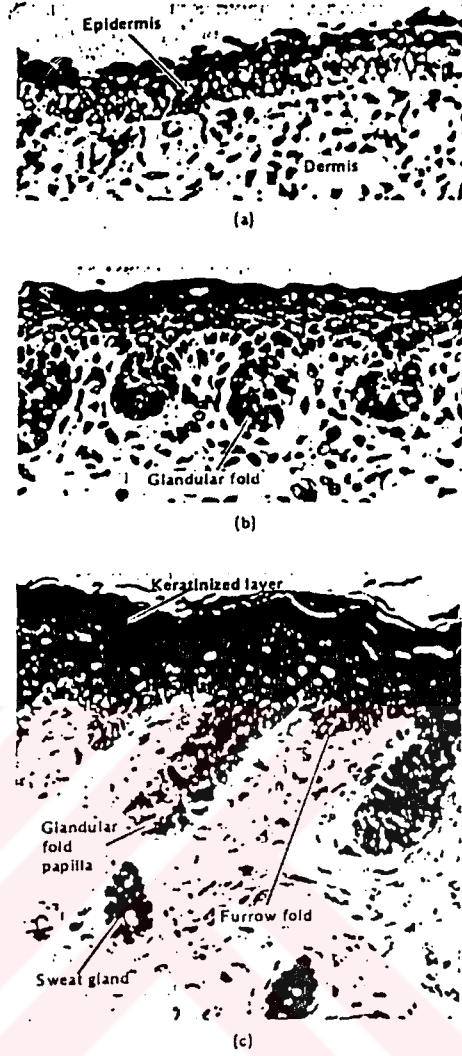 Epidermis
Dermis
(a)
Glandular fold
(b)
Keratinized layer
Glandular
fold
papilla
Furrow fold
Sweat gland
(c)